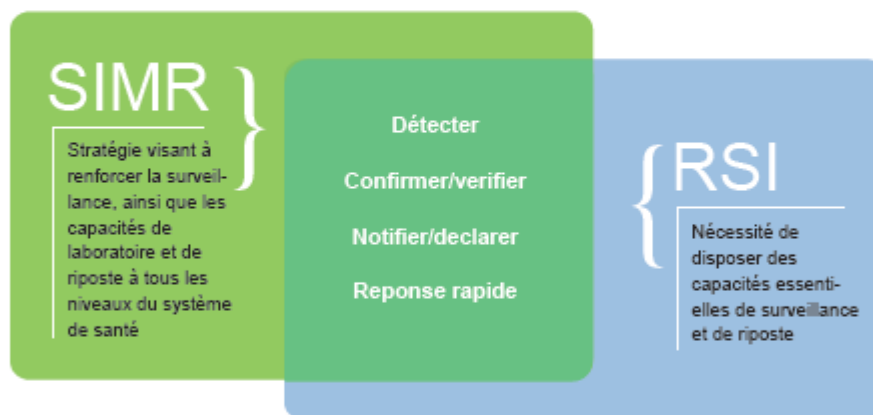 SIMR
Stratégie visant à
renforcer la surveil-
lance, ainsi que les
capacités de
laboratoire et de
riposte à tous les
niveaux du système
de santé
Détecter
Confirmer/verifier
Notifier/declarer
Reponse rapide
RSI
Nécessité de
disposer des
capacités essenti-
elles de surveillance
et de riposte